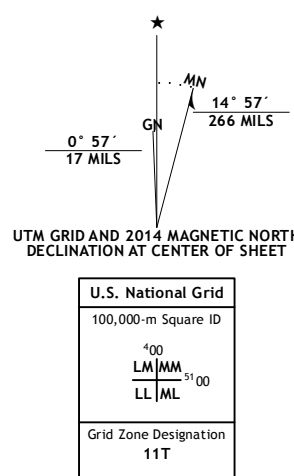 ★
MN
GN
0° 57´
17 MILS
14° 57´
266 MILS
UTM GRID AND 2014 MAGNETIC NORTH
DECLINATION AT CENTER OF SHEET
U.S. National Grid
100,000-m Square ID
⁴00
LM MM
⁵¹00
LL ML
Grid Zone Designation
11T